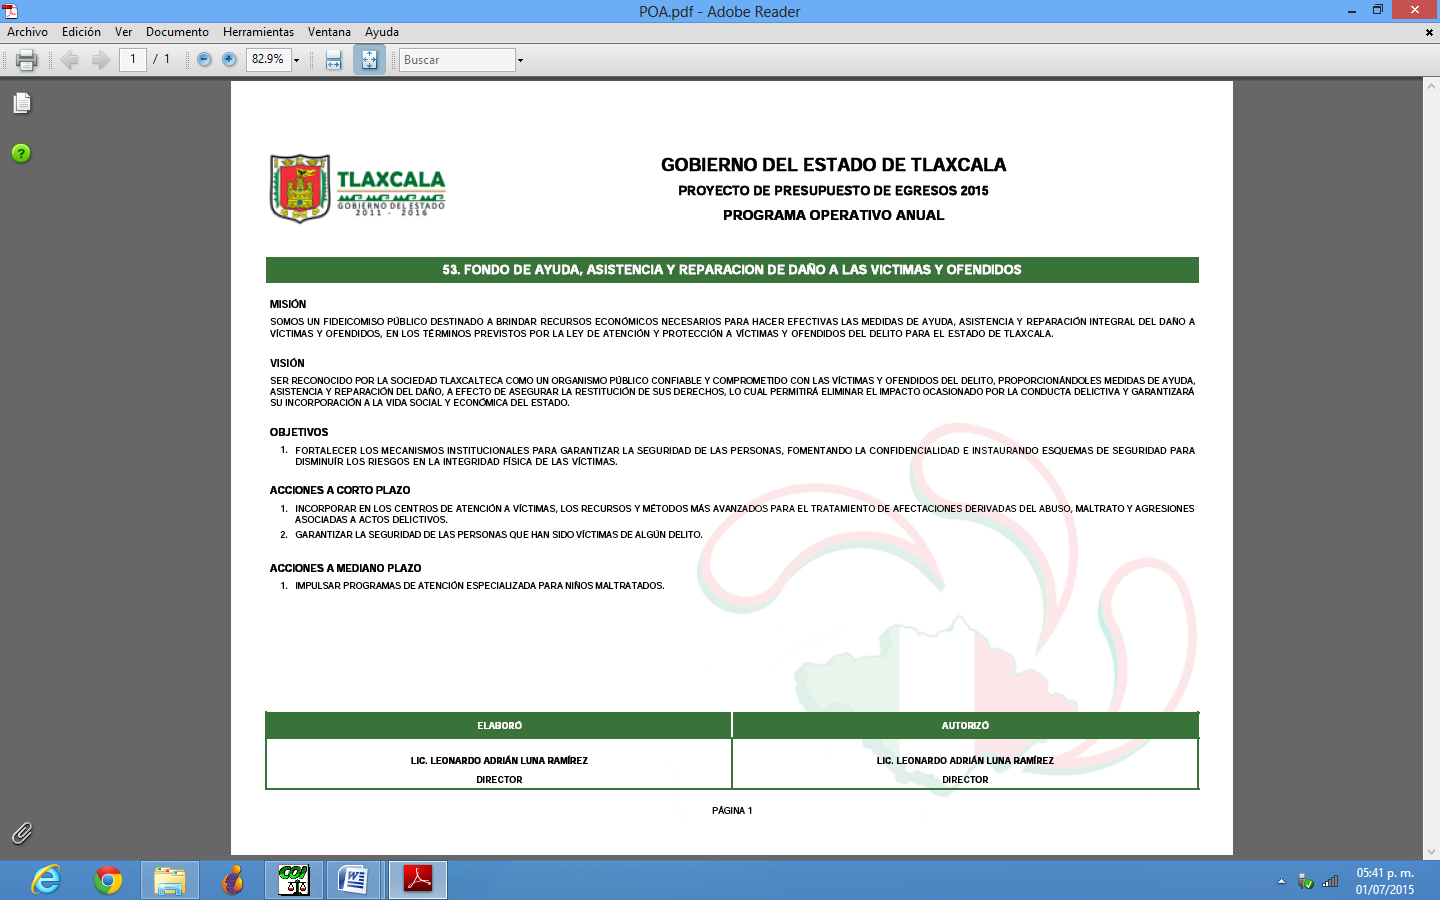 POA.pdf - Adobe Reader
Archivo Edición Ver Documento Herramientas Ventana Ayuda
1 / 1 82.9% Buscar
TLAXCALA
GOBIERNO DEL ESTADO
2011 - 2016
GOBIERNO DEL ESTADO DE TLAXCALA
PROYECTO DE PRESUPUESTO DE EGRESOS 2015
PROGRAMA OPERATIVO ANUAL
53. FONDO DE AYUDA, ASISTENCIA Y REPARACION DE DAÑO A LAS VICTIMAS Y OFENDIDOS
MISIÓN
SOMOS UN FIDEICOMISO PÚBLICO DESTINADO A BRINDAR RECURSOS ECONÓMICOS NECESARIOS PARA HACER EFECTIVAS LAS MEDIDAS DE AYUDA, ASISTENCIA Y REPARACIÓN INTEGRAL DEL DAÑO A
VÍCTIMAS Y OFENDIDOS, EN LOS TÉRMINOS PREVISTOS POR LA LEY DE ATENCIÓN Y PROTECCIÓN A VÍCTIMAS Y OFENDIDOS DEL DELITO PARA EL ESTADO DE TLAXCALA.
VISIÓN
SER RECONOCIDO POR LA SOCIEDAD TLAXCALTECA COMO UN ORGANISMO PÚBLICO CONFIABLE Y COMPROMETIDO CON LAS VÍCTIMAS Y OFENDIDOS DEL DELITO, PROPORCIONÁNDOLES MEDIDAS DE AYUDA,
ASISTENCIA Y REPARACIÓN DEL DAÑO, A EFECTO DE ASEGURAR LA RESTITUCIÓN DE SUS DERECHOS, LO CUAL PERMITIRÁ ELIMINAR EL IMPACTO OCASIONADO POR LA CONDUCTA DELICTIVA Y GARANTIZARÁ
SU INCORPORACIÓN A LA VIDA SOCIAL Y ECONÓMICA DEL ESTADO.
OBJETIVOS
1. FORTALECER LOS MECANISMOS INSTITUCIONALES PARA GARANTIZAR LA SEGURIDAD DE LAS PERSONAS, FOMENTANDO LA CONFIDENCIALIDAD E INSTAURANDO ESQUEMAS DE SEGURIDAD PARA
DISMINUÍR LOS RIESGOS EN LA INTEGRIDAD FÍSICA DE LAS VÍCTIMAS.
ACCIONES A CORTO PLAZO
1. INCORPORAR EN LOS CENTROS DE ATENCIÓN A VÍCTIMAS, LOS RECURSOS Y MÉTODOS MÁS AVANZADOS PARA EL TRATAMIENTO DE AFECTACIONES DERIVADAS DEL ABUSO, MALTRATO Y AGRESIONES
ASOCIADAS A ACTOS DELICTIVOS.
2. GARANTIZAR LA SEGURIDAD DE LAS PERSONAS QUE HAN SIDO VÍCTIMAS DE ALGÚN DELITO.
ACCIONES A MEDIANO PLAZO
1. IMPULSAR PROGRAMAS DE ATENCIÓN ESPECIALIZADA PARA NIÑOS MALTRATADOS.
ELABORÓ AUTORIZÓ
LIC. LEONARDO ADRIÁN LUNA RAMÍREZ LIC. LEONARDO ADRIÁN LUNA RAMÍREZ
DIRECTOR DIRECTOR
PÁGINA 1
COI
05:41 p. m.
01/07/2015